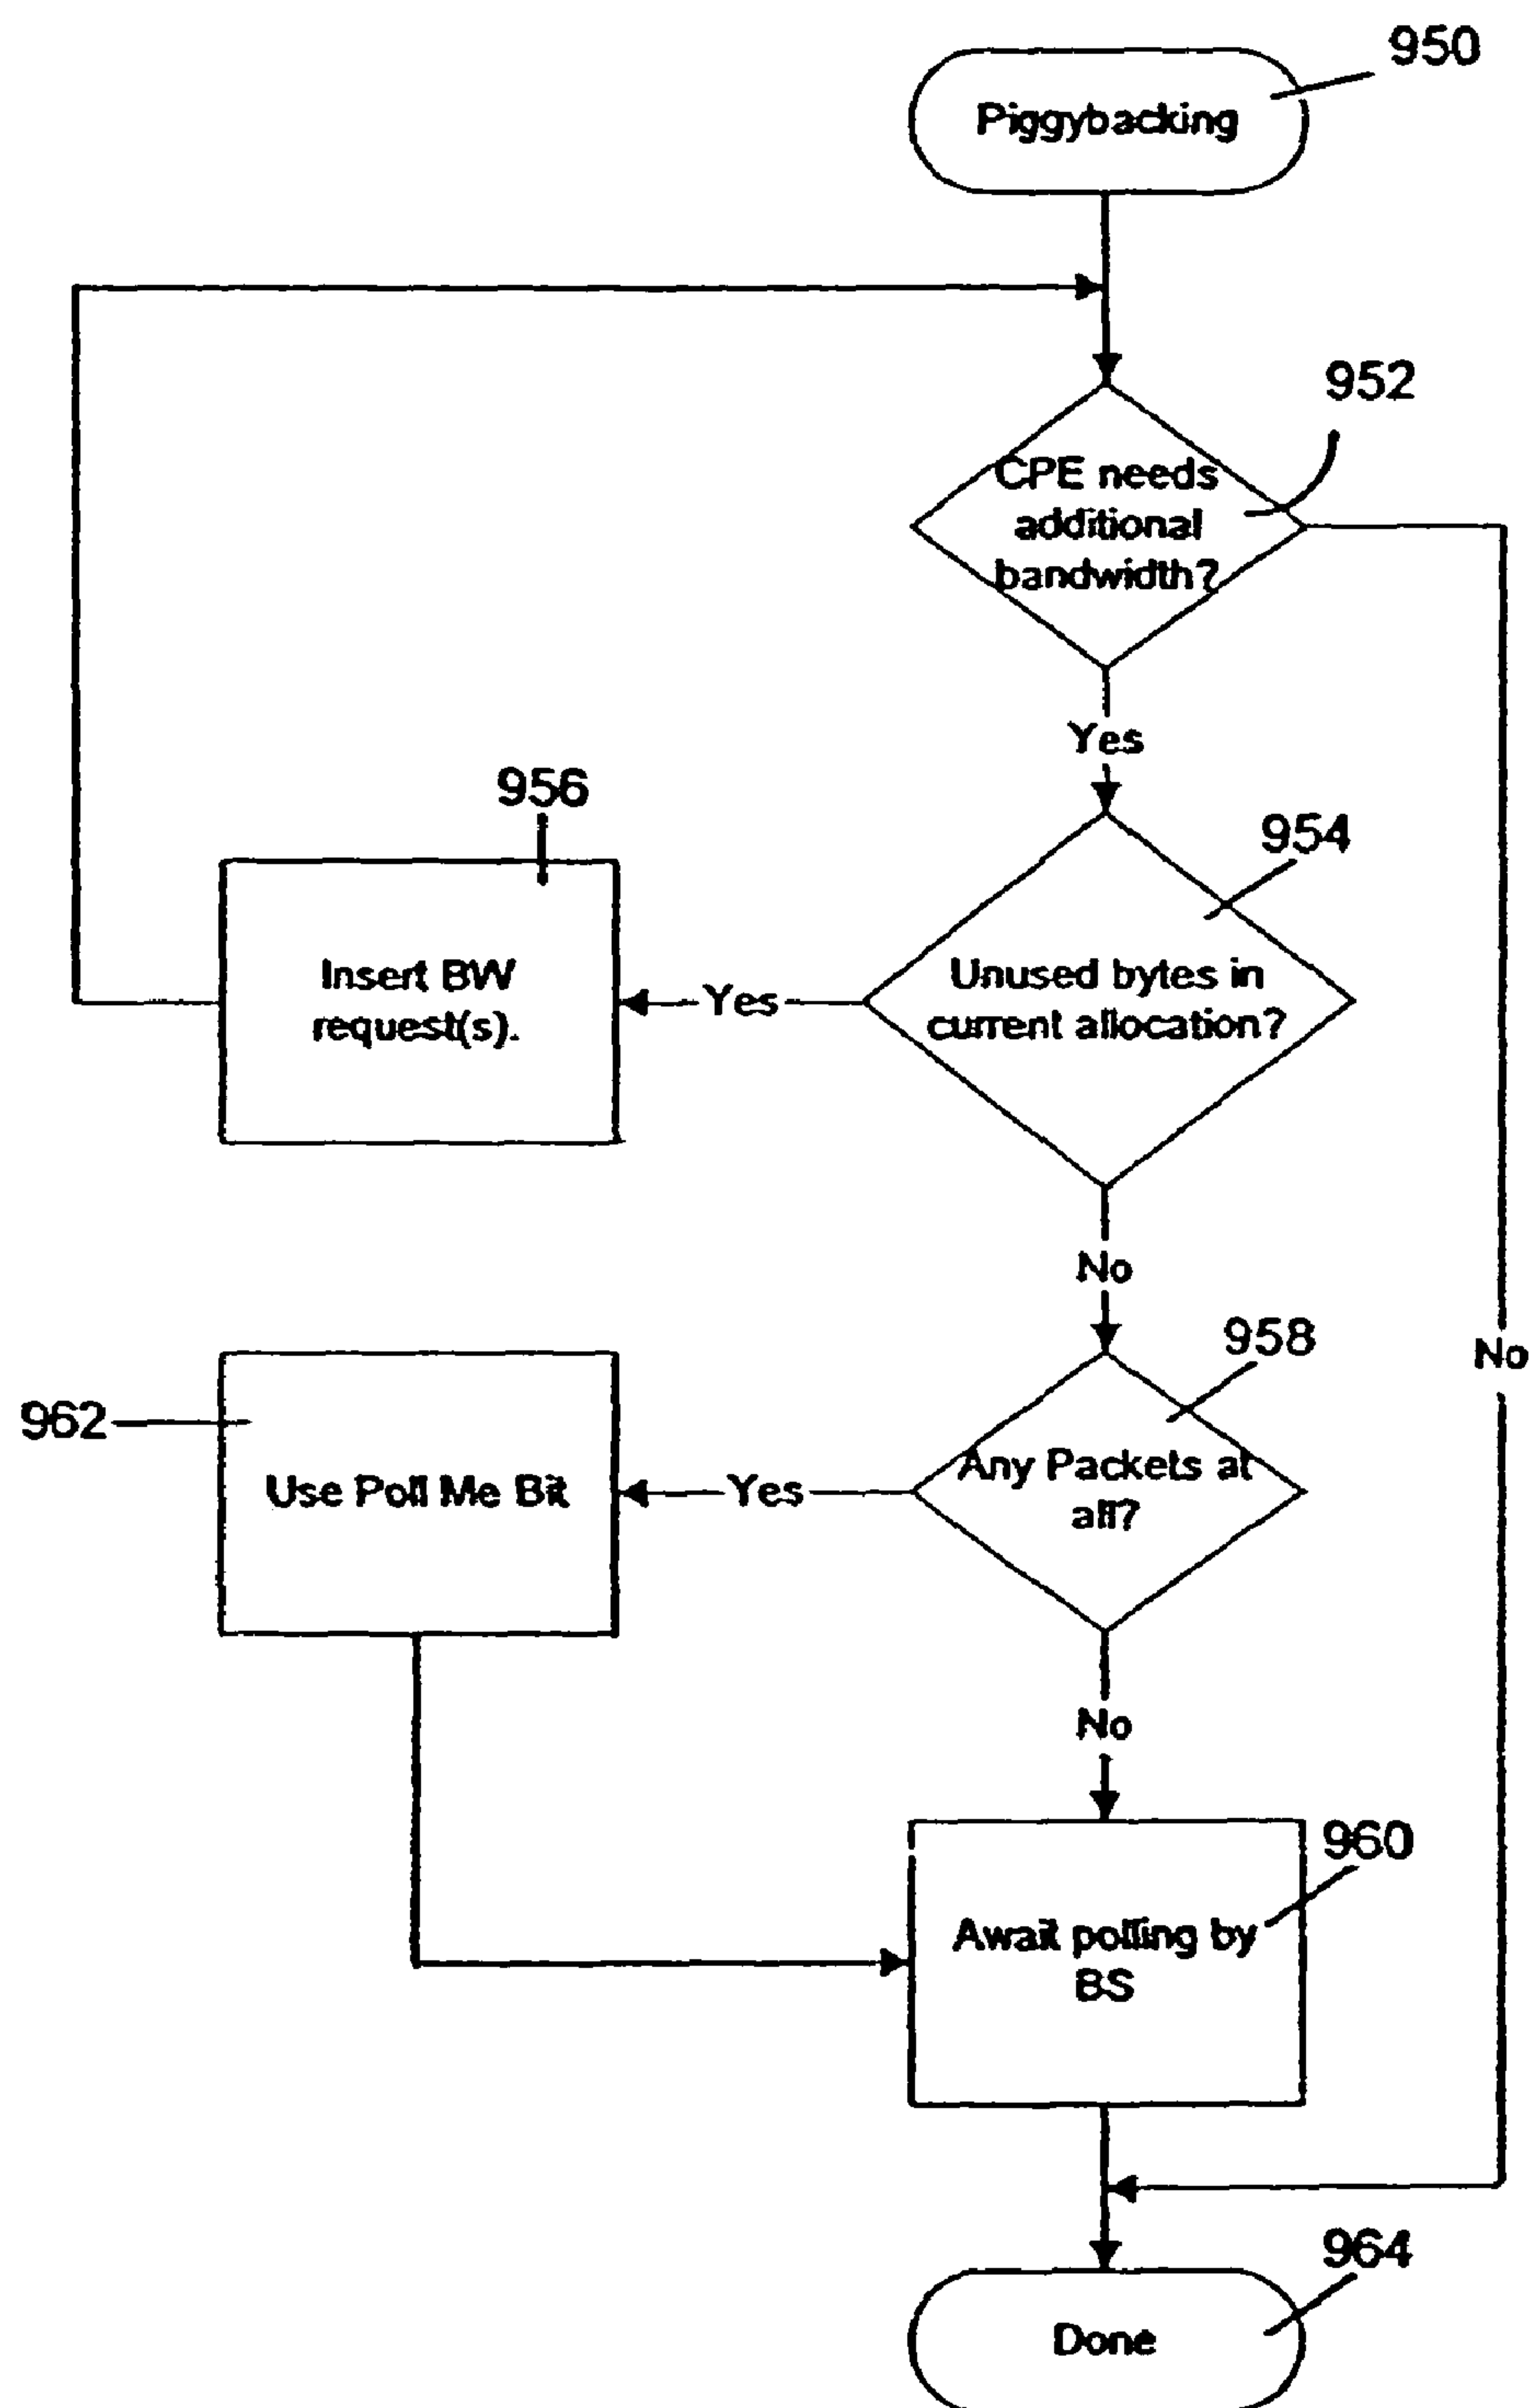 950
Piggybacking
952
CPE needs
additional
bandwidth?
Yes
956
954
Insert BW
request(s).
Yes
Unused bytes in
current allocation?
No
958
No
962
Use Poll Me Bit
Yes
Any Packets at
all?
No
960
Await polling by
BS
964
Done